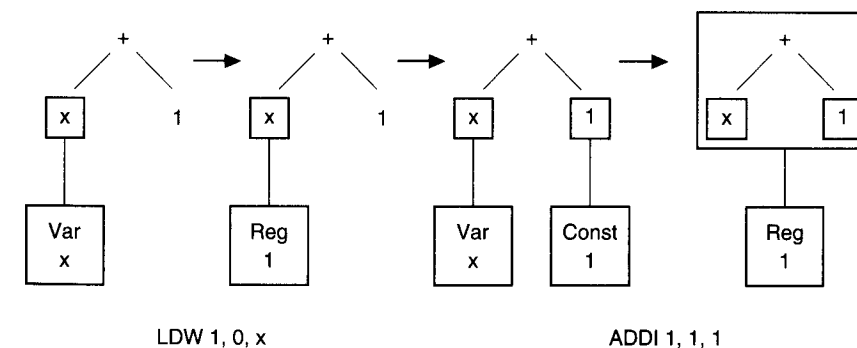 + + + +
x 1 x 1 x 1 x 1
Var Reg Var Const Reg
x 1 x 1 1
LDW 1, 0, x ADDI 1, 1, 1